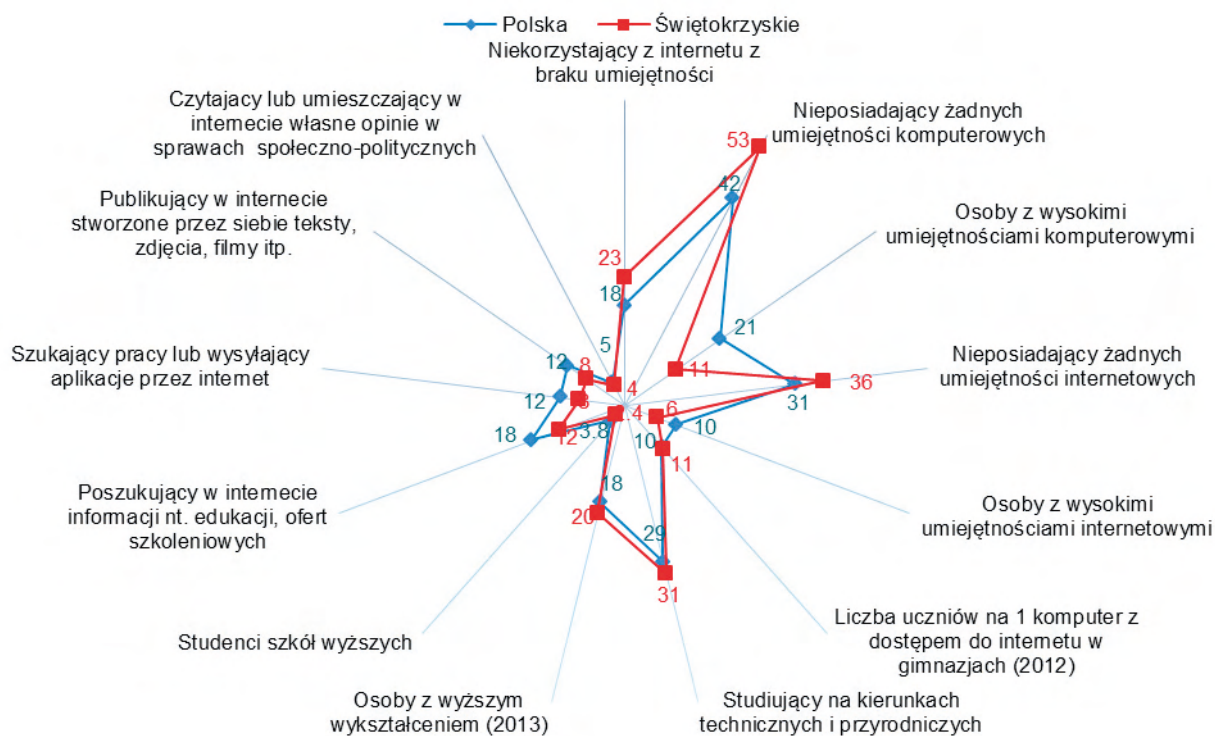 Polska Świętokrzyskie
Niekorzystający z internetu z
braku umiejętności
Nieposiadający żadnych
umiejętności komputerowych
Osoby z wysokimi
umiejętnościami komputerowymi
Nieposiadający żadnych
umiejętności internetowych
Osoby z wysokimi
umiejętnościami internetowymi
Liczba uczniów na 1 komputer z
dostępem do internetu w
gimnazjach (2012)
Studiujący na kierunkach
technicznych i przyrodniczych
Osoby z wyższym
wykształceniem (2013)
Studenci szkół wyższych
Poszukujący w internecie
informacji nt. edukacji, ofert
szkoleniowych
Szukający pracy lub wysyłający
aplikacje przez internet
Publikujący w internecie
stworzone przez siebie teksty,
zdjęcia, filmy itp.
Czytajacy lub umieszczający w
internecie własne opinie w
sprawach społeczno-politycznych
23
18
53
42
21
11
36
31
6
10
10
11
29
31
18
20
3.8
18
12
12
8
12
8
5
4